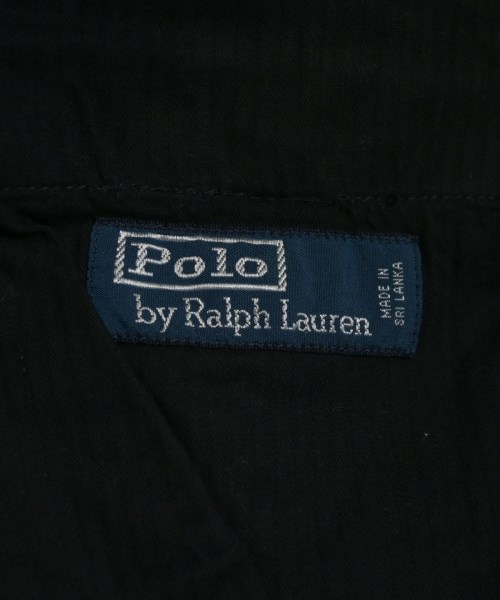 Polo
by Ralph Lauren
MADE IN
SRI LANKA